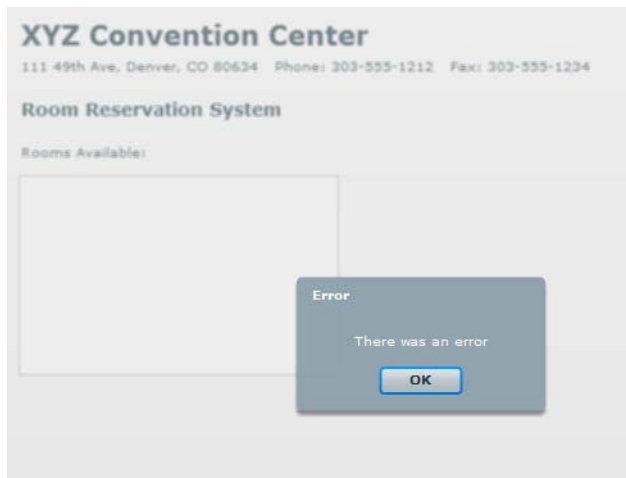 XYZ Convention Center
111 49th Ave, Denver, CO 80634 Phone: 303-555-1212 Fax: 303-555-1234
Room Reservation System
Rooms Available:
Error
There was an error
OK